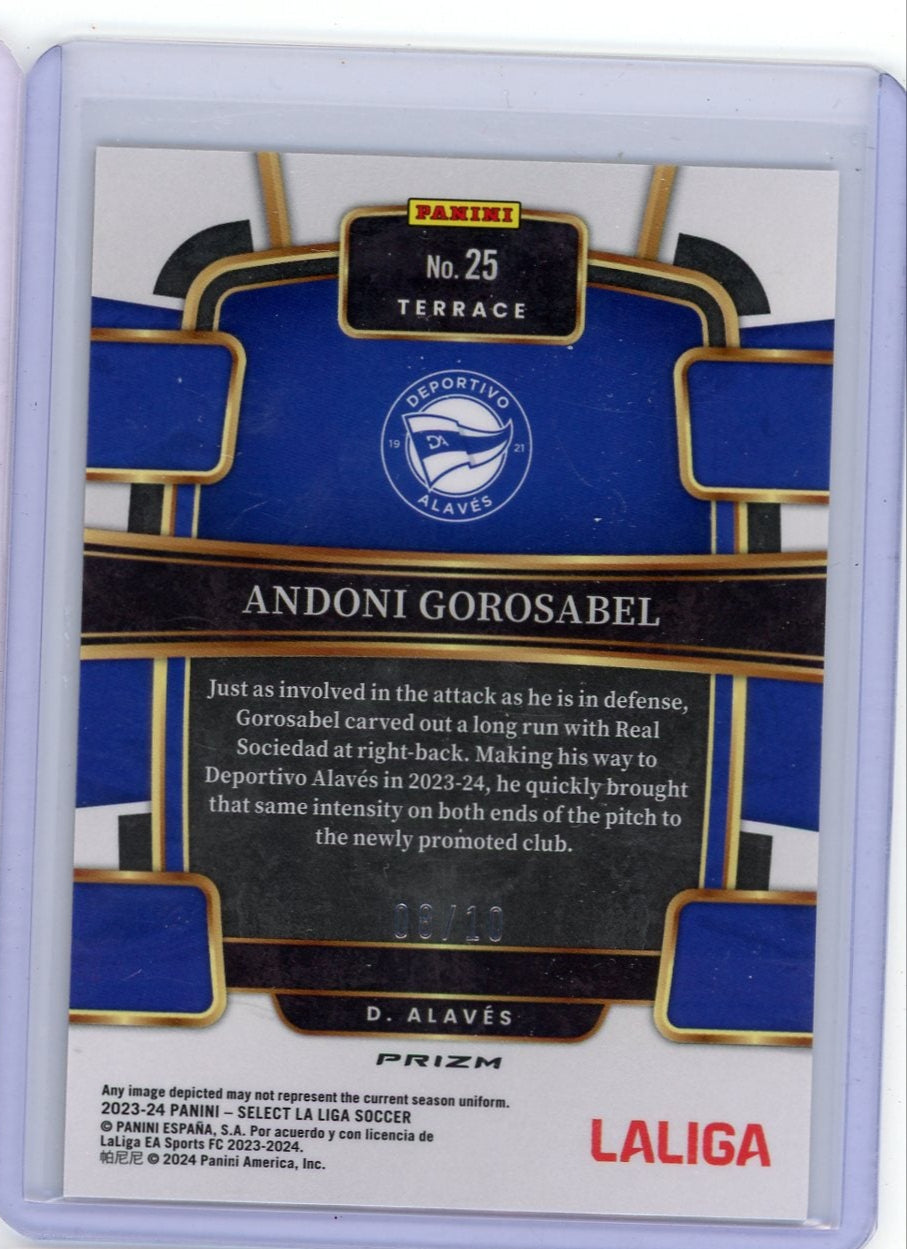 PANINI
No. 25
TERRACE
DEPORTIVO
19 DA 21
ALAVÉS
ANDONI GOROSABEL
Just as involved in the attack as he is in defense,
Gorosabel carved out a long run with Real
Sociedad at right-back. Making his way to
Deportivo Alavés in 2023-24, he quickly brought
that same intensity on both ends of the pitch to
the newly promoted club.
08/10
D. ALAVÉS
PRIZM
Any image depicted may not represent the current season uniform.
2023-24 PANINI – SELECT LA LIGA SOCCER
© PANINI ESPAÑA, S.A. Por acuerdo y con licencia de
LaLiga EA Sports FC 2023-2024.
帕尼尼 © 2024 Panini America, Inc.
LALIGA